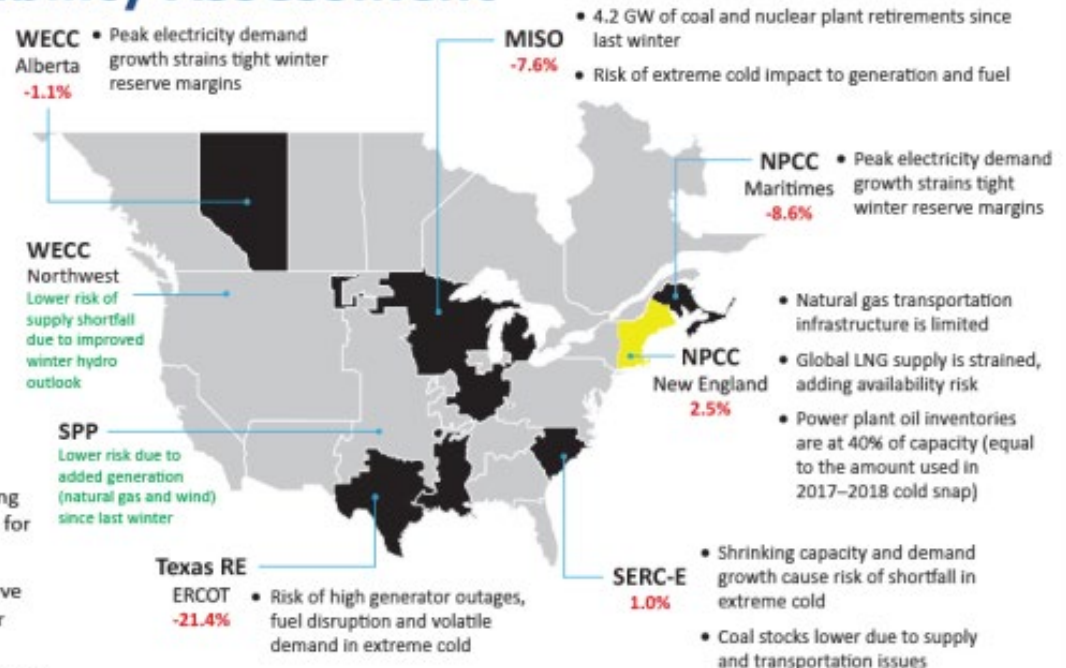 Assessment
WECC
Alberta
-1.1%
• Peak electricity demand
growth strains tight winter
reserve margins
MISO
-7.6%
• 4.2 GW of coal and nuclear plant retirements since
last winter
• Risk of extreme cold impact to generation and fuel
NPCC
Maritimes
-8.6%
• Peak electricity demand
growth strains tight
winter reserve margins
WECC
Northwest
Lower risk of
supply shortfall
due to improved
winter hydro
outlook
NPCC
New England
2.5%
• Natural gas transportation
infrastructure is limited
• Global LNG supply is strained,
adding availability risk
• Power plant oil inventories
are at 40% of capacity (equal
to the amount used in
2017–2018 cold snap)
SPP
Lower risk due to
added generation
(natural gas and wind)
since last winter
ng
for
ve
r
Texas RE
ERCOT
-21.4%
• Risk of high generator outages,
fuel disruption and volatile
demand in extreme cold
SERC-E
1.0%
• Shrinking capacity and demand
growth cause risk of shortfall in
extreme cold
• Coal stocks lower due to supply
and transportation issues